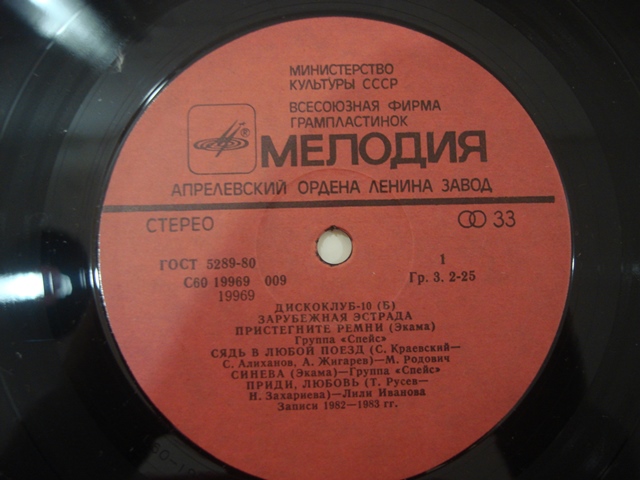 МИНИСТЕРСТВО
КУЛЬТУРЫ СССР
ВСЕСОЮЗНАЯ ФИРМА
ГРАМПЛАСТИНОК
®
МЕЛОДИЯ
АПРЕЛЕВСКИЙ ОРДЕНА ЛЕНИНА ЗАВОД
СТЕРЕО 33
ГОСТ 5289-80 1
С60 19969 009 Гр. 3. 2-25
19969
ДИСКОКЛУБ-10 (Б)
ЗАРУБЕЖНАЯ ЭСТРАДА
ПРИСТЕГНИТЕ РЕМНИ (Экама)
Группа «Спейс»
СЯДЬ В ЛЮБОЙ ПОЕЗД (С. Краевский—
С. Алиханов, А. Жигарев)—М. Родович
СИНЕВА (Экама)—Группа «Спейс»
ПРИДИ, ЛЮБОВЬ (Т. Русев—
Н. Захариева)—Лили Иванова
Записи 1982—1983 гг.